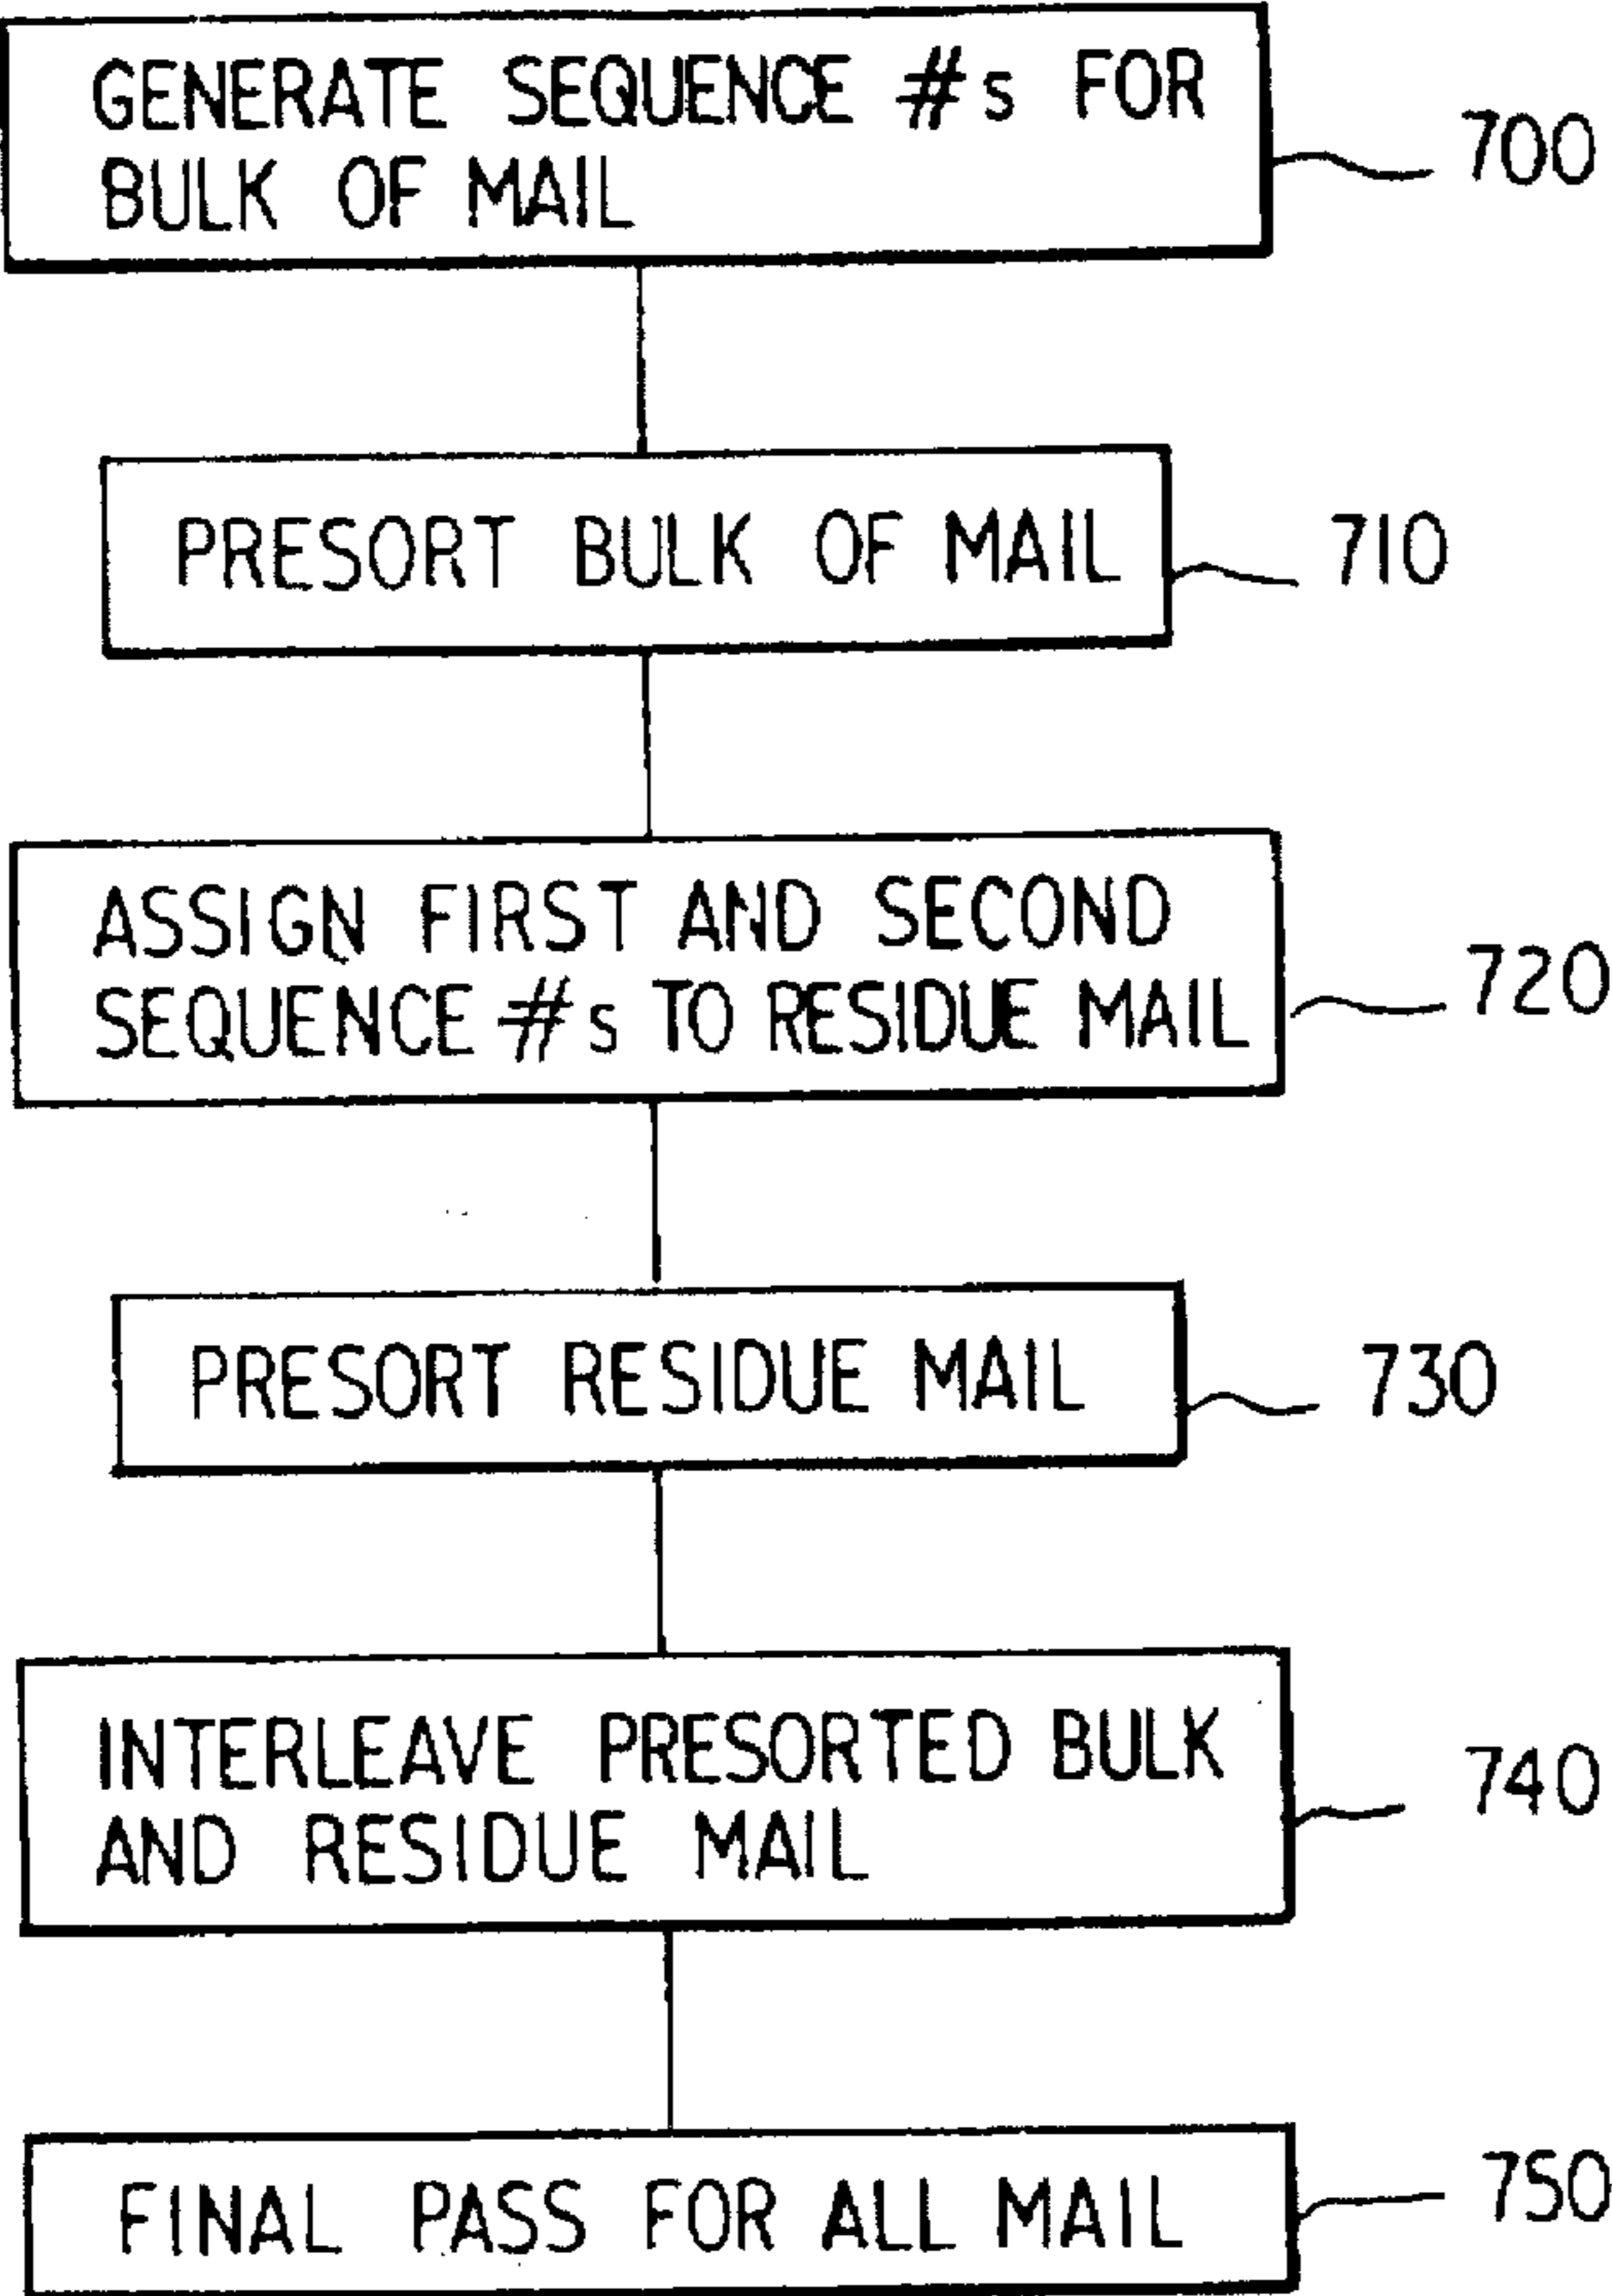 GENERATE SEQUENCE #s FOR
BULK OF MAIL
700
PRESORT BULK OF MAIL
710
ASSIGN FIRST AND SECOND
SEQUENCE #s TO RESIDUE MAIL
720
PRESORT RESIDUE MAIL
730
INTERLEAVE PRESORTED BULK
AND RESIDUE MAIL
740
FINAL PASS FOR ALL MAIL
750